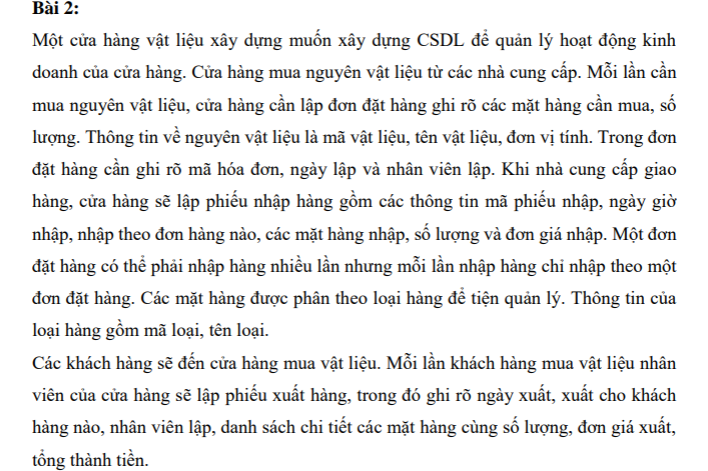 Bài 2:
Một cửa hàng vật liệu xây dựng muốn xây dựng CSDL để quản lý hoạt động kinh
doanh của cửa hàng. Cửa hàng mua nguyên vật liệu từ các nhà cung cấp. Mỗi lần cần
mua nguyên vật liệu, cửa hàng cần lập đơn đặt hàng ghi rõ các mặt hàng cần mua, số
lượng. Thông tin về nguyên vật liệu là mã vật liệu, tên vật liệu, đơn vị tính. Trong đơn
đặt hàng cần ghi rõ mã hóa đơn, ngày lập và nhân viên lập. Khi nhà cung cấp giao
hàng, cửa hàng sẽ lập phiếu nhập hàng gồm các thông tin mã phiếu nhập, ngày giờ
nhập, nhập theo đơn hàng nào, các mặt hàng nhập, số lượng và đơn giá nhập. Một đơn
đặt hàng có thể phải nhập hàng nhiều lần nhưng mỗi lần nhập hàng chỉ nhập theo một
đơn đặt hàng. Các mặt hàng được phân theo loại hàng để tiện quản lý. Thông tin của
loại hàng gồm mã loại, tên loại.
Các khách hàng sẽ đến cửa hàng mua vật liệu. Mỗi lần khách hàng mua vật liệu nhân
viên của cửa hàng sẽ lập phiếu xuất hàng, trong đó ghi rõ ngày xuất, xuất cho khách
hàng nào, nhân viên lập, danh sách chi tiết các mặt hàng cùng số lượng, đơn giá xuất,
tổng thành tiền.